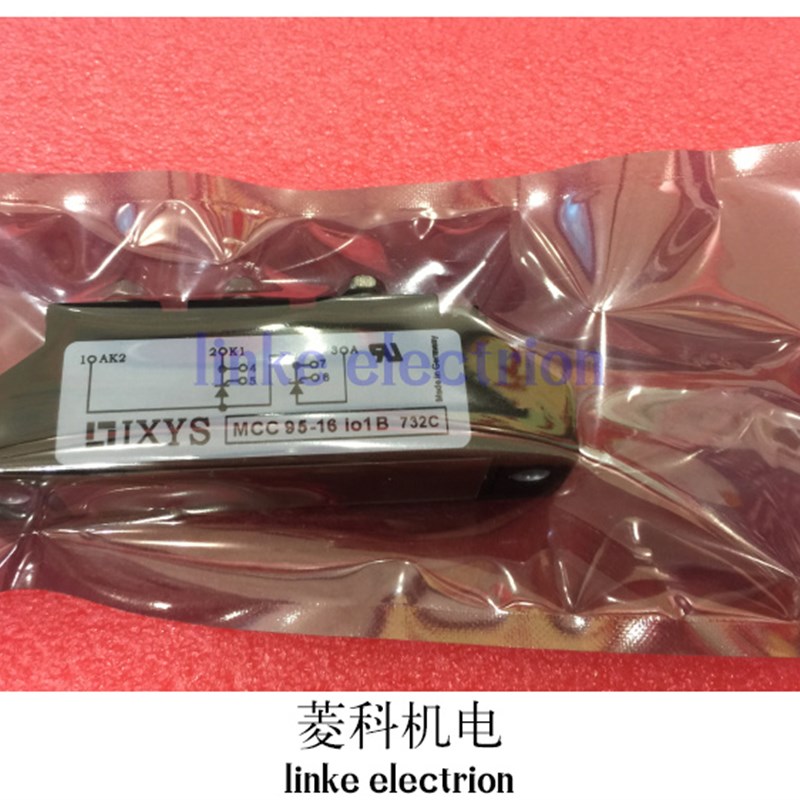 1 AK2 2 K1 3 A
4 7
5 6
linke electrion
Made in Germany
IXYS MCC 95-16 io1B 732C
菱科机电
linke electrion